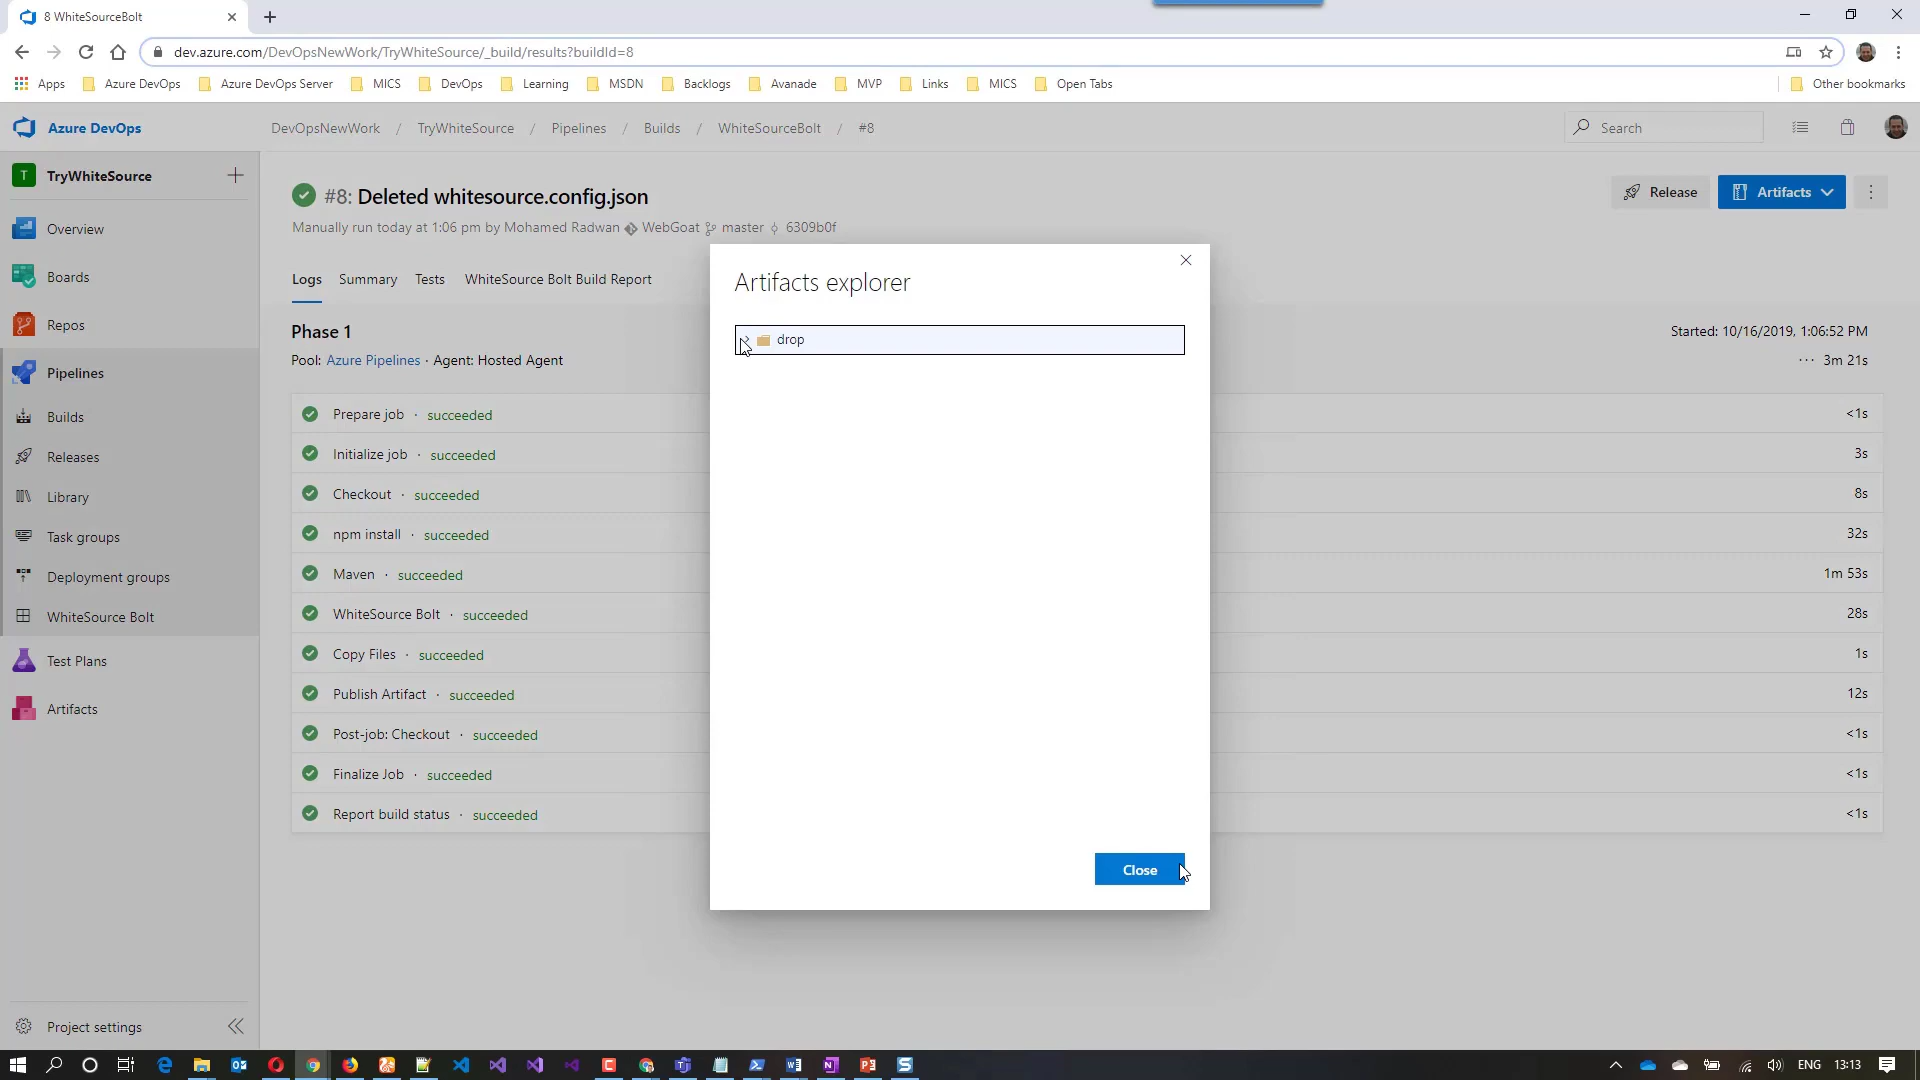 8 WhiteSourceBolt
dev.azure.com/DevOpsNewWork/TryWhiteSource/_build/results?buildId=8
Apps Azure DevOps Azure DevOps Server MICS DevOps Learning MSDN Backlogs Avanade MVP Links MICS Open Tabs Other bookmarks
Azure DevOps
DevOpsNewWork / TryWhiteSource / Pipelines / Builds / WhiteSourceBolt / #8
Search
T TryWhiteSource
Overview
Boards
Repos
Pipelines
Builds
Releases
Library
Task groups
Deployment groups
WhiteSource Bolt
Test Plans
Artifacts
Project settings
#8: Deleted whitesource.config.json
Manually run today at 1:06 pm by Mohamed Radwan WebGoat master 6309b0f
Release Artifacts
Logs Summary Tests WhiteSource Bolt Build Report
Phase 1
Started: 10/16/2019, 1:06:52 PM
Pool: Azure Pipelines · Agent: Hosted Agent
··· 3m 21s
Prepare job · succeeded <1s
Initialize job · succeeded 3s
Checkout · succeeded 8s
npm install · succeeded 32s
Maven · succeeded 1m 53s
WhiteSource Bolt · succeeded 28s
Copy Files · succeeded 1s
Publish Artifact · succeeded 12s
Post-job: Checkout · succeeded <1s
Finalize Job · succeeded <1s
Report build status · succeeded <1s
Artifacts explorer
drop
Close
ENG 13:13